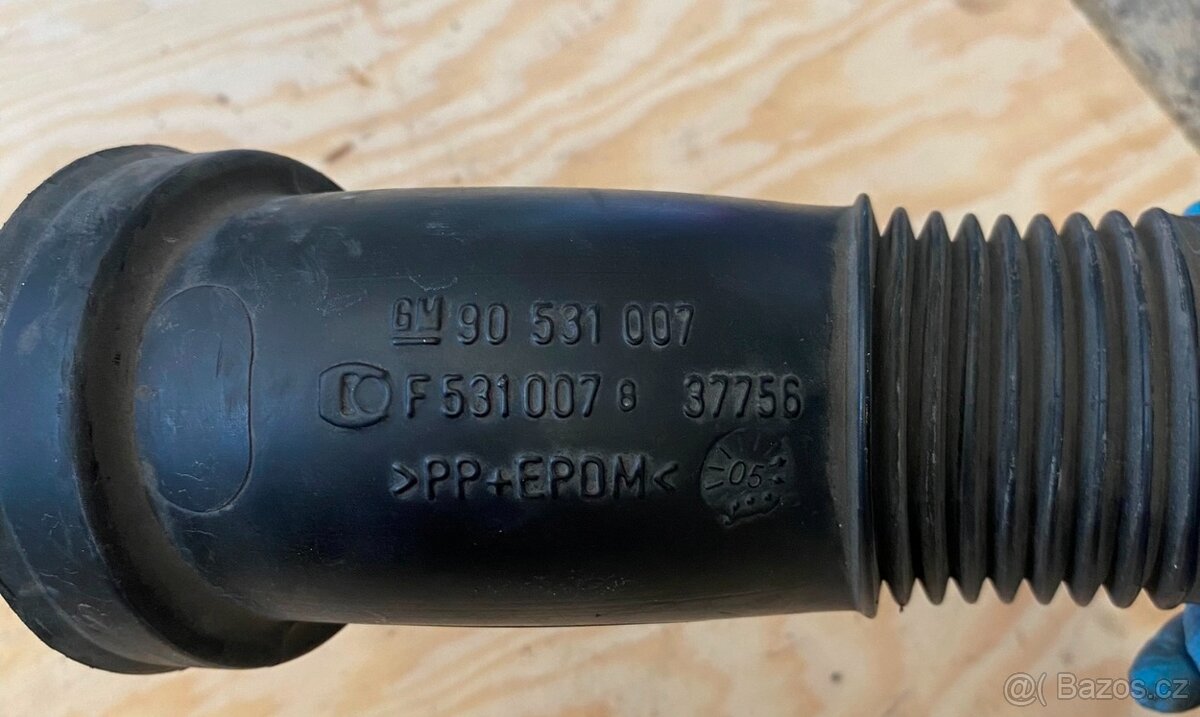 GM 90 531 007
F 531 007 8 37756
>PP+EPDM<
05
@( Bazos.cz